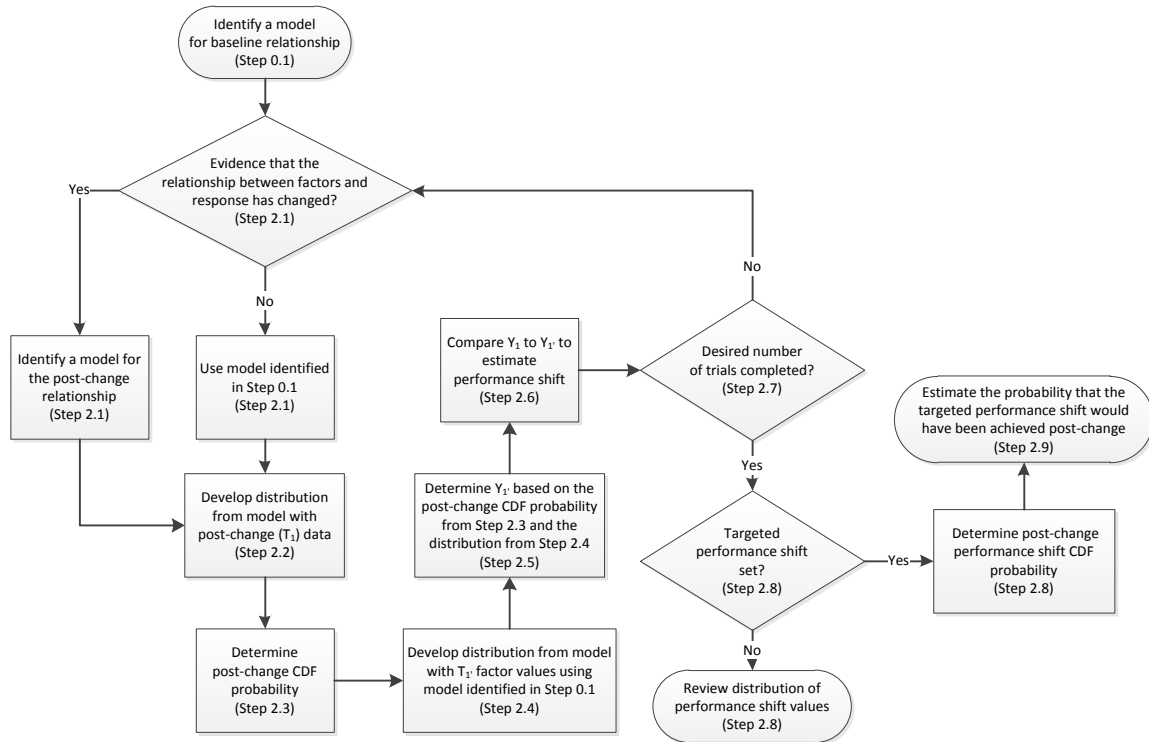 Identify a model
for baseline relationship
(Step 0.1)
Evidence that the
relationship between factors and
response has changed?
(Step 2.1)
Yes
No
No
Identify a model for
the post-change
relationship
(Step 2.1)
Use model identified
in Step 0.1
(Step 2.1)
Compare Y₁ to Y₁' to
estimate
performance shift
(Step 2.6)
Desired number
of trials completed?
(Step 2.7)
Estimate the probability that the
targeted performance shift would
have been achieved post-change
(Step 2.9)
Yes
Develop distribution
from model with
post-change (T₁) data
(Step 2.2)
Determine Y₁' based on the
post-change CDF probability
from Step 2.3 and the
distribution from Step 2.4
(Step 2.5)
Targeted
performance shift
set?
(Step 2.8)
Yes
Determine post-change
performance shift CDF
probability
(Step 2.8)
No
Determine
post-change CDF
probability
(Step 2.3)
Develop distribution from model
with T₁' factor values using
model identified in Step 0.1
(Step 2.4)
Review distribution of
performance shift values
(Step 2.8)